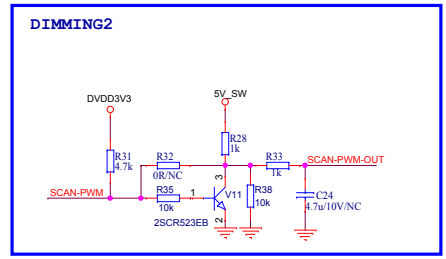 DIMMING2
DVDD3V3
5V_SW
R31
4.7k
R32
0R/NC
R28
1k
R33
1k
SCAN-PWM-OUT
SCAN-PWM
R35
10k
1
3
V11
2
2SCR523EB
R38
10k
C24
4.7u/10V/NC